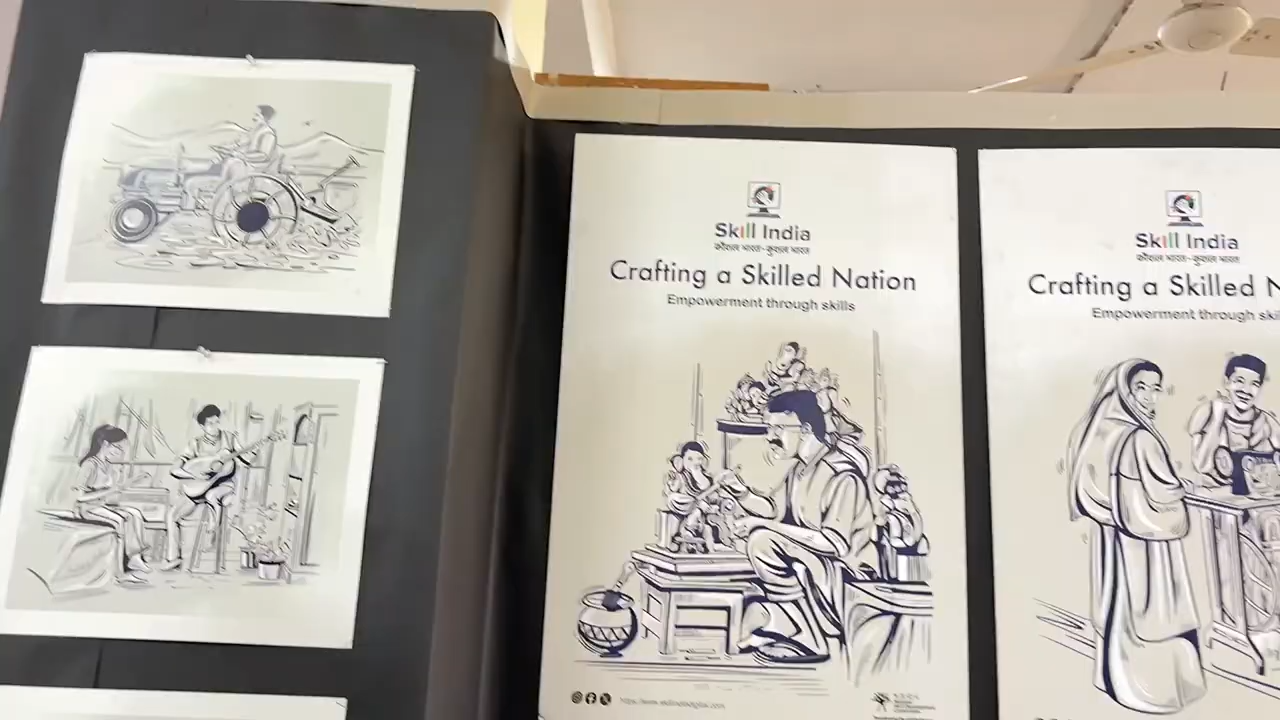 Skill India
कौशल भारत - कुशल भारत
Crafting a Skilled Nation
Empowerment through skills
Skill India
कौशल भारत - कुशल भारत
Crafting a Skilled N
Empowerment through skil